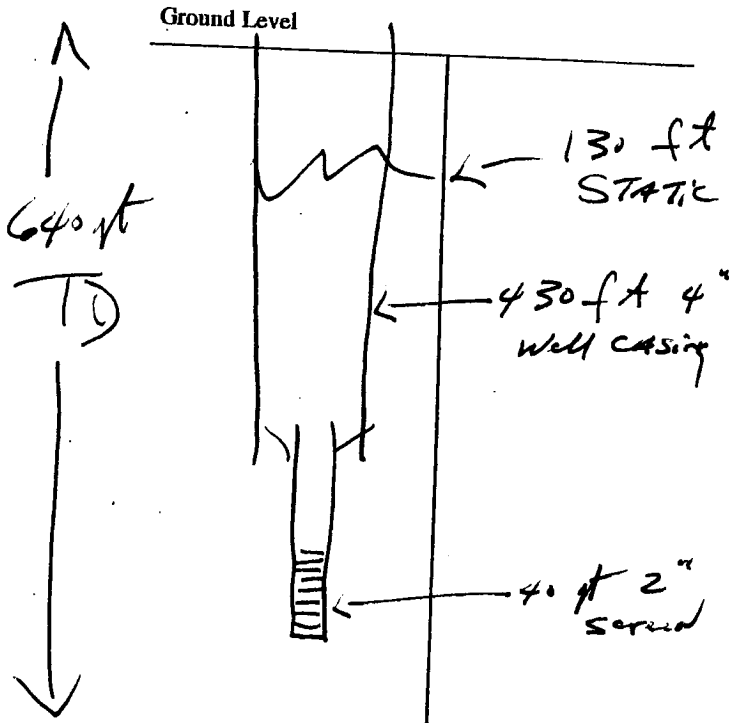 Ground Level
130 ft
STATIC
640 ft
TD
430 ft 4"
Well Casing
40 ft 2"
screen